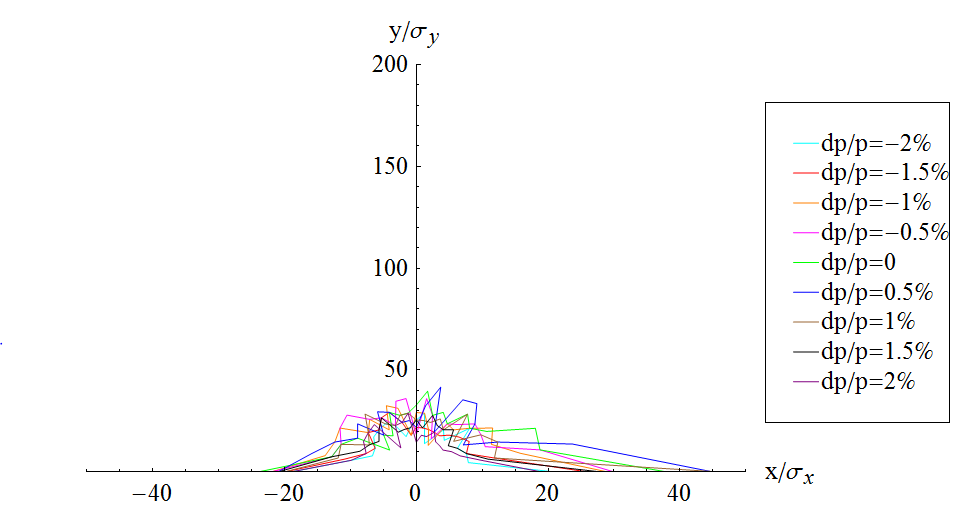 y/σy
200
150
100
50
−40 −20 0 20 40
x/σx
dp/p=−2%
dp/p=−1.5%
dp/p=−1%
dp/p=−0.5%
dp/p=0
dp/p=0.5%
dp/p=1%
dp/p=1.5%
dp/p=2%